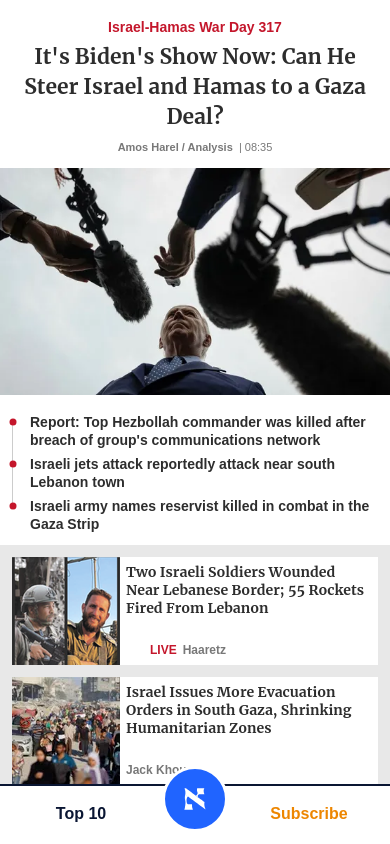 Israel-Hamas War Day 317
It's Biden's Show Now: Can He
Steer Israel and Hamas to a Gaza
Deal?
Amos Harel / Analysis | 08:35
Report: Top Hezbollah commander was killed after
breach of group's communications network
Israeli jets attack reportedly attack near south
Lebanon town
Israeli army names reservist killed in combat in the
Gaza Strip
Two Israeli Soldiers Wounded
Near Lebanese Border; 55 Rockets
Fired From Lebanon
LIVE Haaretz
Israel Issues More Evacuation
Orders in South Gaza, Shrinking
Humanitarian Zones
Jack
Top 10
Subscribe